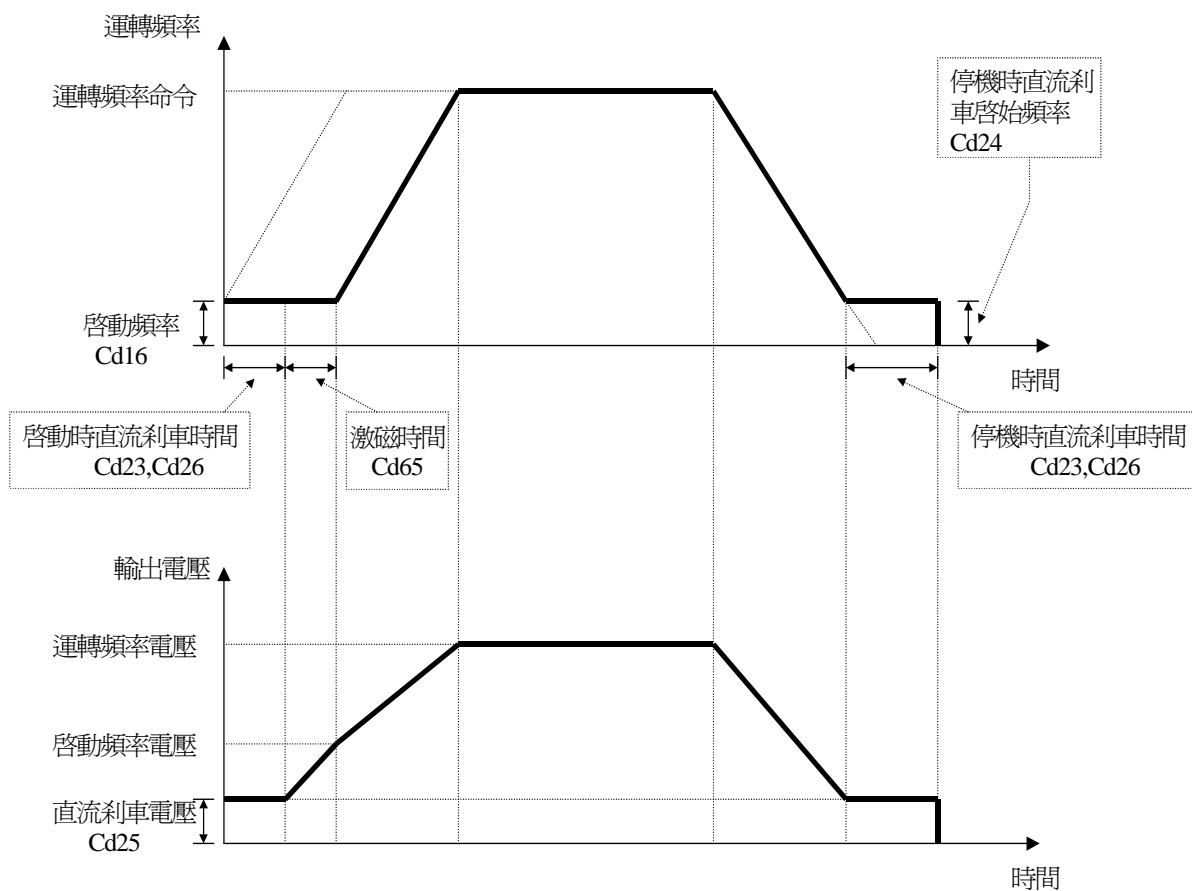 運轉頻率
運轉頻率命令
停機時直流刹
車啓始頻率
Cd24
啓動頻率
Cd16
時間
啓動時直流刹車時間
Cd23,Cd26
激磁時間
Cd65
停機時直流刹車時間
Cd23,Cd26
輸出電壓
運轉頻率電壓
啓動頻率電壓
直流刹車電壓
Cd25
時間